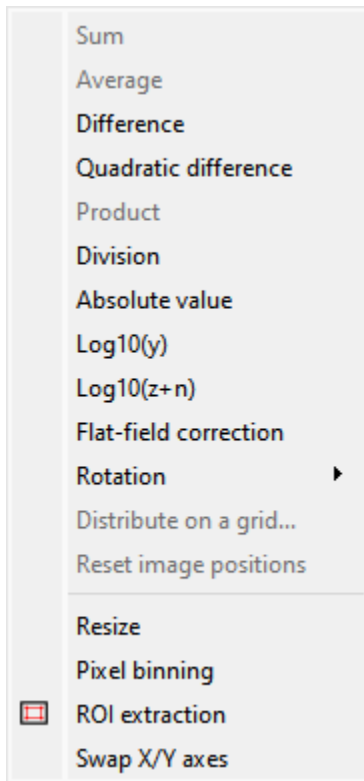 Sum
Average
Difference
Quadratic difference
Product
Division
Absolute value
Log10(y)
Log10(z+n)
Flat-field correction
Rotation
Distribute on a grid...
Reset image positions
Resize
Pixel binning
ROI extraction
Swap X/Y axes